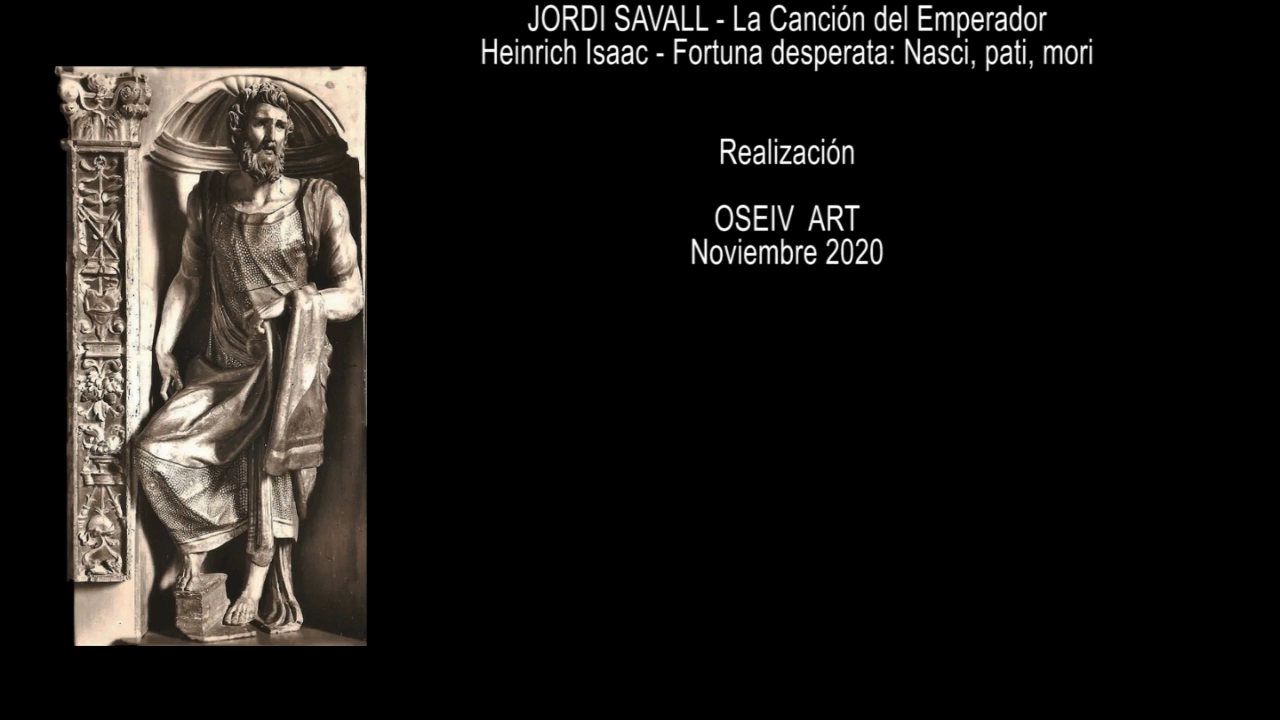 JORDI SAVALL - La Canción del Emperador
Heinrich Isaac - Fortuna desperata: Nasci, pati, mori
Realización
OSEIV ART
Noviembre 2020